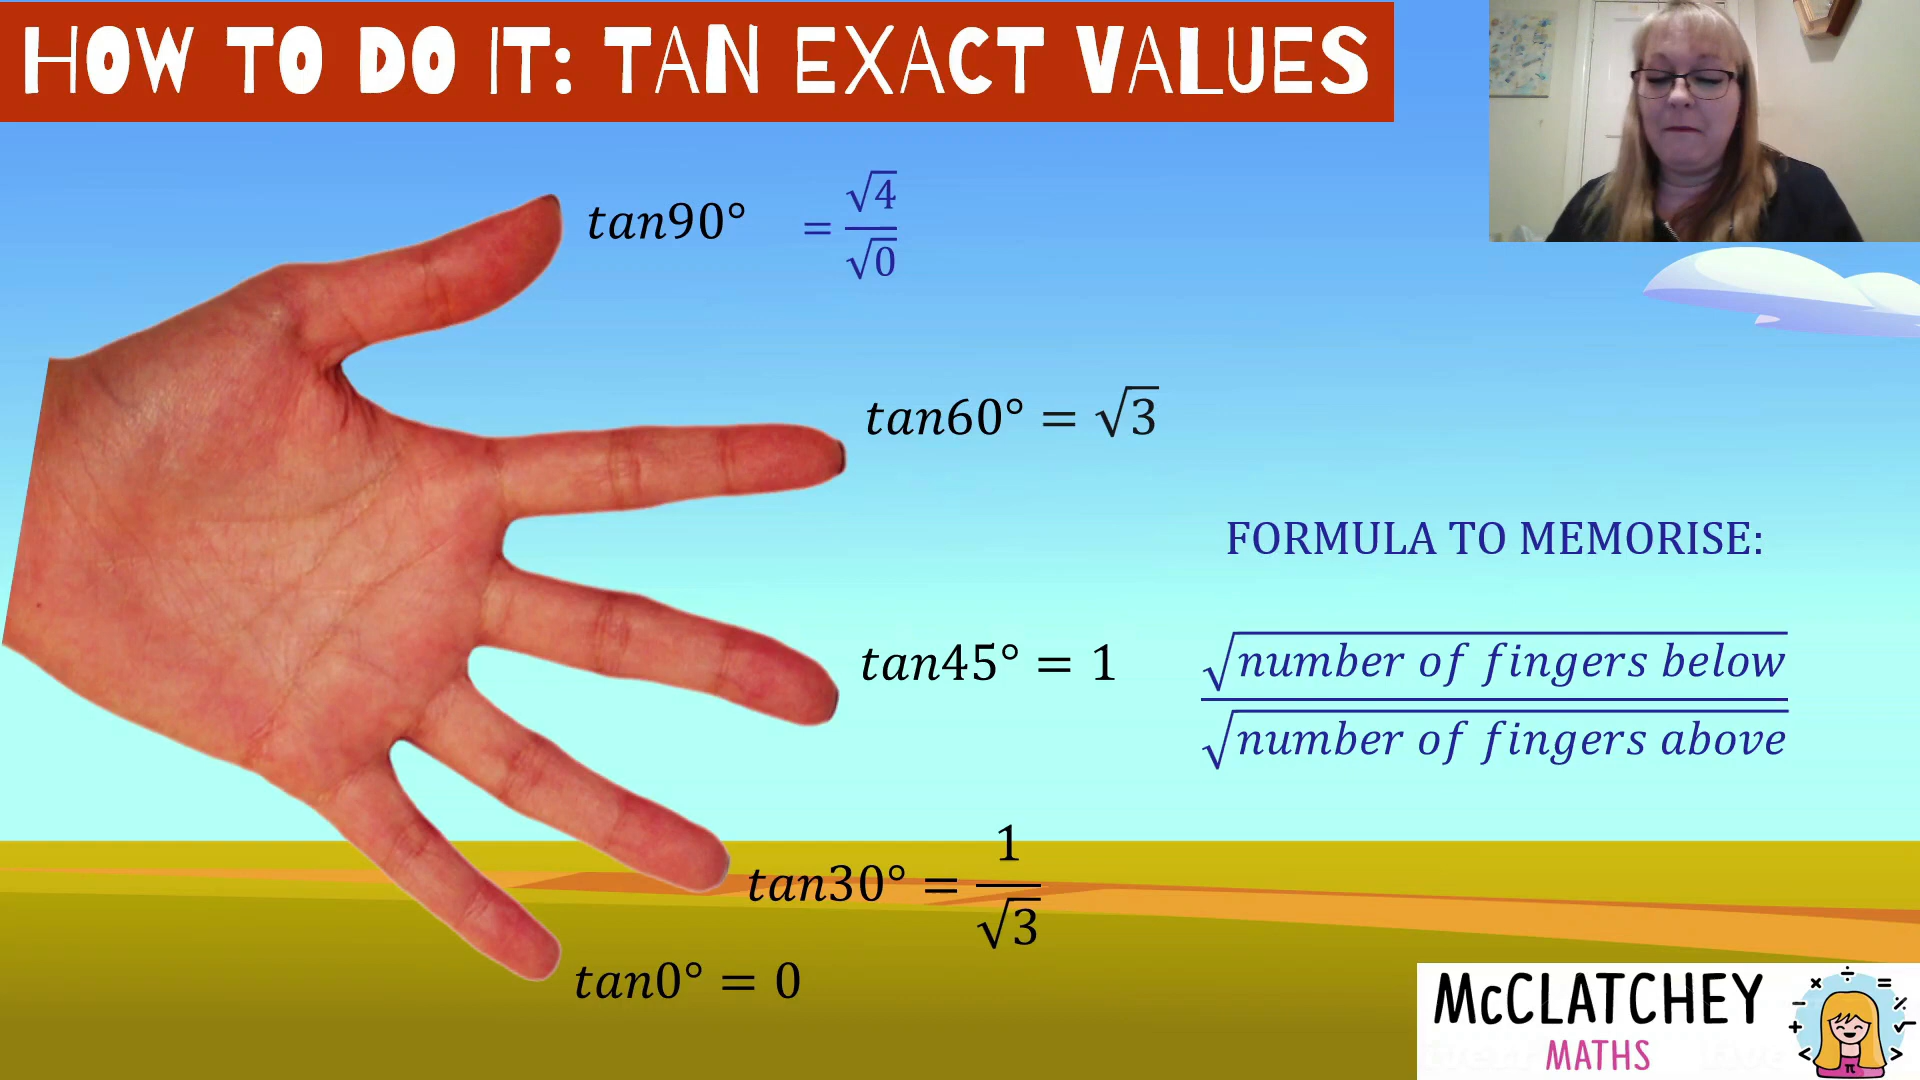 HOW TO DO IT: TAN EXACT VALUES
tan90° = √4/√0
tan60° = √3
FORMULA TO MEMORISE:
tan45° = 1
√number of fingers below
√number of fingers above
tan30° = 1/√3
tan0° = 0
McCLATCHEY
MATHS